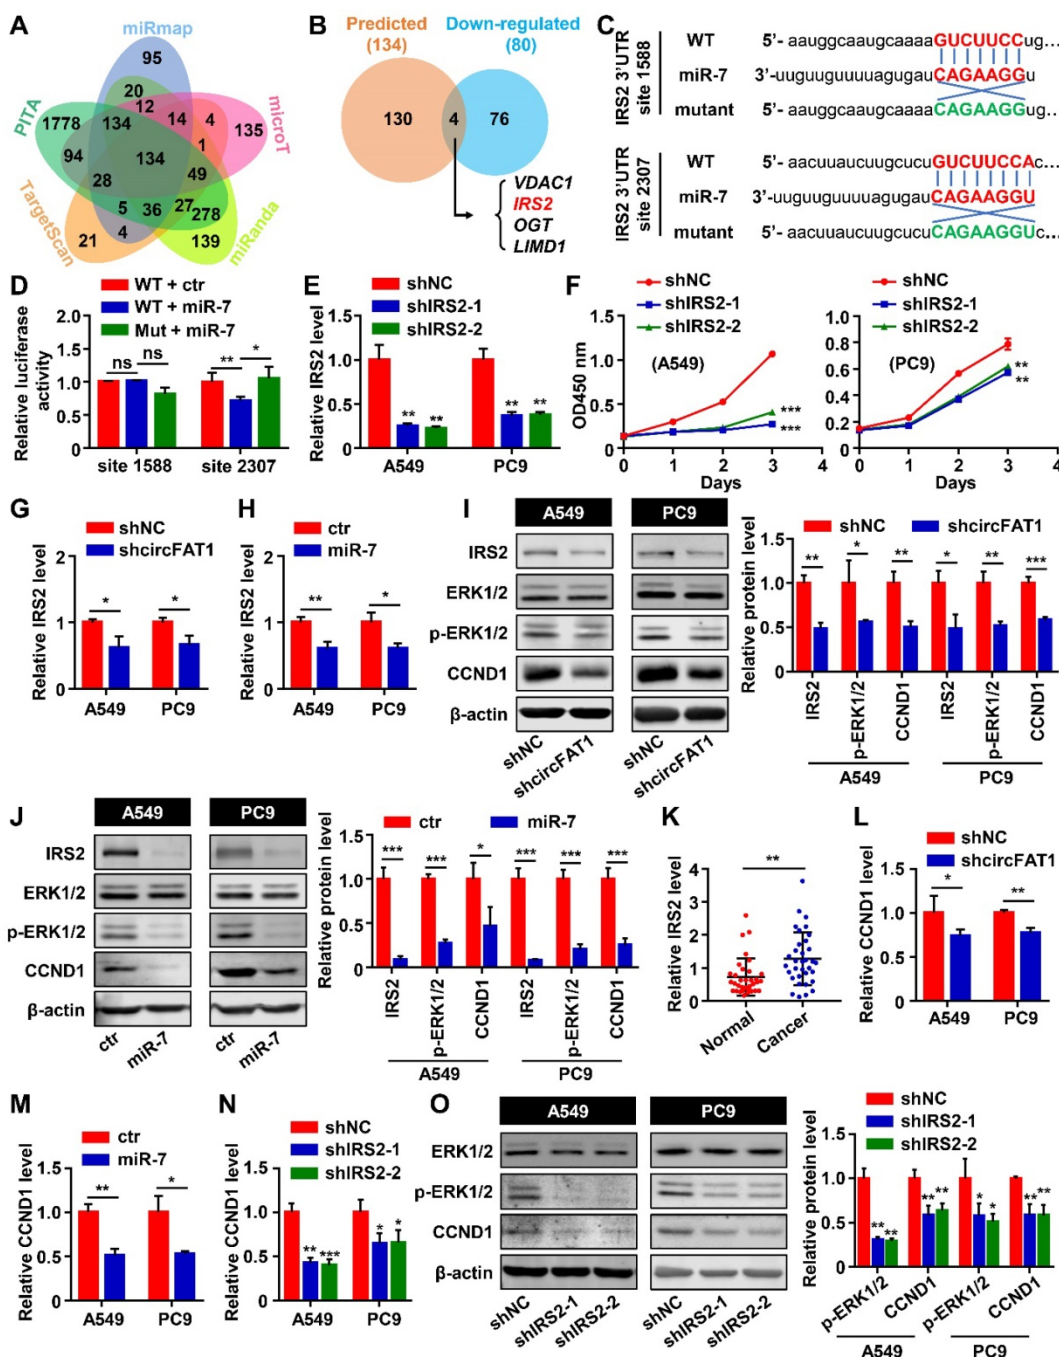 A
miRmap
95
20
12
PITA
1778
134
14
4
microT
135
1
94
134
28
49
5
36
27
278
TargetScan
21
4
139
miRanda
B
Predicted
(134)
Down-regulated
(80)
130
4
76
VDAC1
IRS2
OGT
LIMD1
C
IRS2 3'UTR
site 1588
WT 5'- aauggcaaugcaaaaGUCUUCCug...
miR-7 3'-uuguuguuuuagugauCAGAAGGu
mutant 5'- aauggcaaugcaaaaCAGAAGGug...
IRS2 3'UTR
site 2307
WT 5'- aacuuaucuugcucuGUCUUCCAc...
miR-7 3'-uuguuguuuuagugauCAGAAGGU
mutant 5'- aacuuaucuugcucuCAGAAGGUc...
D
WT + ctr
WT + miR-7
Mut + miR-7
Relative luciferase
activity
2.0
1.5
1.0
0.5
0
ns
ns
**
*
site 1588
site 2307
E
shNC
shIRS2-1
shIRS2-2
Relative IRS2 level
1.5
1.0
0.5
0
** **
** **
A549
PC9
F
shNC
shIRS2-1
shIRS2-2
(A549)
OD450 nm
1.5
1.0
0.5
0
***
***
0 1 2 3 4
Days
shNC
shIRS2-1
shIRS2-2
(PC9)
1.0
0.8
0.6
0.4
0.2
0
**
**
0 1 2 3 4
Days
G
shNC
shcircFAT1
Relative IRS2 level
2
1
0
*
*
A549
PC9
H
ctr
miR-7
Relative IRS2 level
2
1
0
**
*
A549
PC9
I
A549
PC9
IRS2
ERK1/2
p-ERK1/2
CCND1
β-actin
shNC
shcircFAT1
shNC
shcircFAT1
shNC
shcircFAT1
Relative protein level
1.5
1.0
0.5
0
**
*
**
*
**
***
IRS2
p-ERK1/2
CCND1
IRS2
p-ERK1/2
CCND1
A549
PC9
J
A549
PC9
IRS2
ERK1/2
p-ERK1/2
CCND1
β-actin
ctr
miR-7
ctr
miR-7
ctr
miR-7
Relative protein level
1.5
1.0
0.5
0
***
***
*
***
***
***
IRS2
p-ERK1/2
CCND1
IRS2
p-ERK1/2
CCND1
A549
PC9
K
Relative IRS2 level
4
3
2
1
0
**
Normal
Cancer
L
shNC
shcircFAT1
Relative CCND1 level
1.5
1.0
0.5
0
*
**
A549
PC9
M
ctr
miR-7
Relative CCND1 level
1.5
1.0
0.5
0
**
*
A549
PC9
N
shNC
shIRS2-1
shIRS2-2
Relative CCND1 level
1.5
1.0
0.5
0
** ***
* *
A549
PC9
O
A549
PC9
ERK1/2
p-ERK1/2
CCND1
β-actin
shNC
shIRS2-1
shIRS2-2
shNC
shIRS2-1
shIRS2-2
shNC
shIRS2-1
shIRS2-2
Relative protein level
1.5
1.0
0.5
0
** **
** **
* **
** **
p-ERK1/2
CCND1
p-ERK1/2
CCND1
A549
PC9